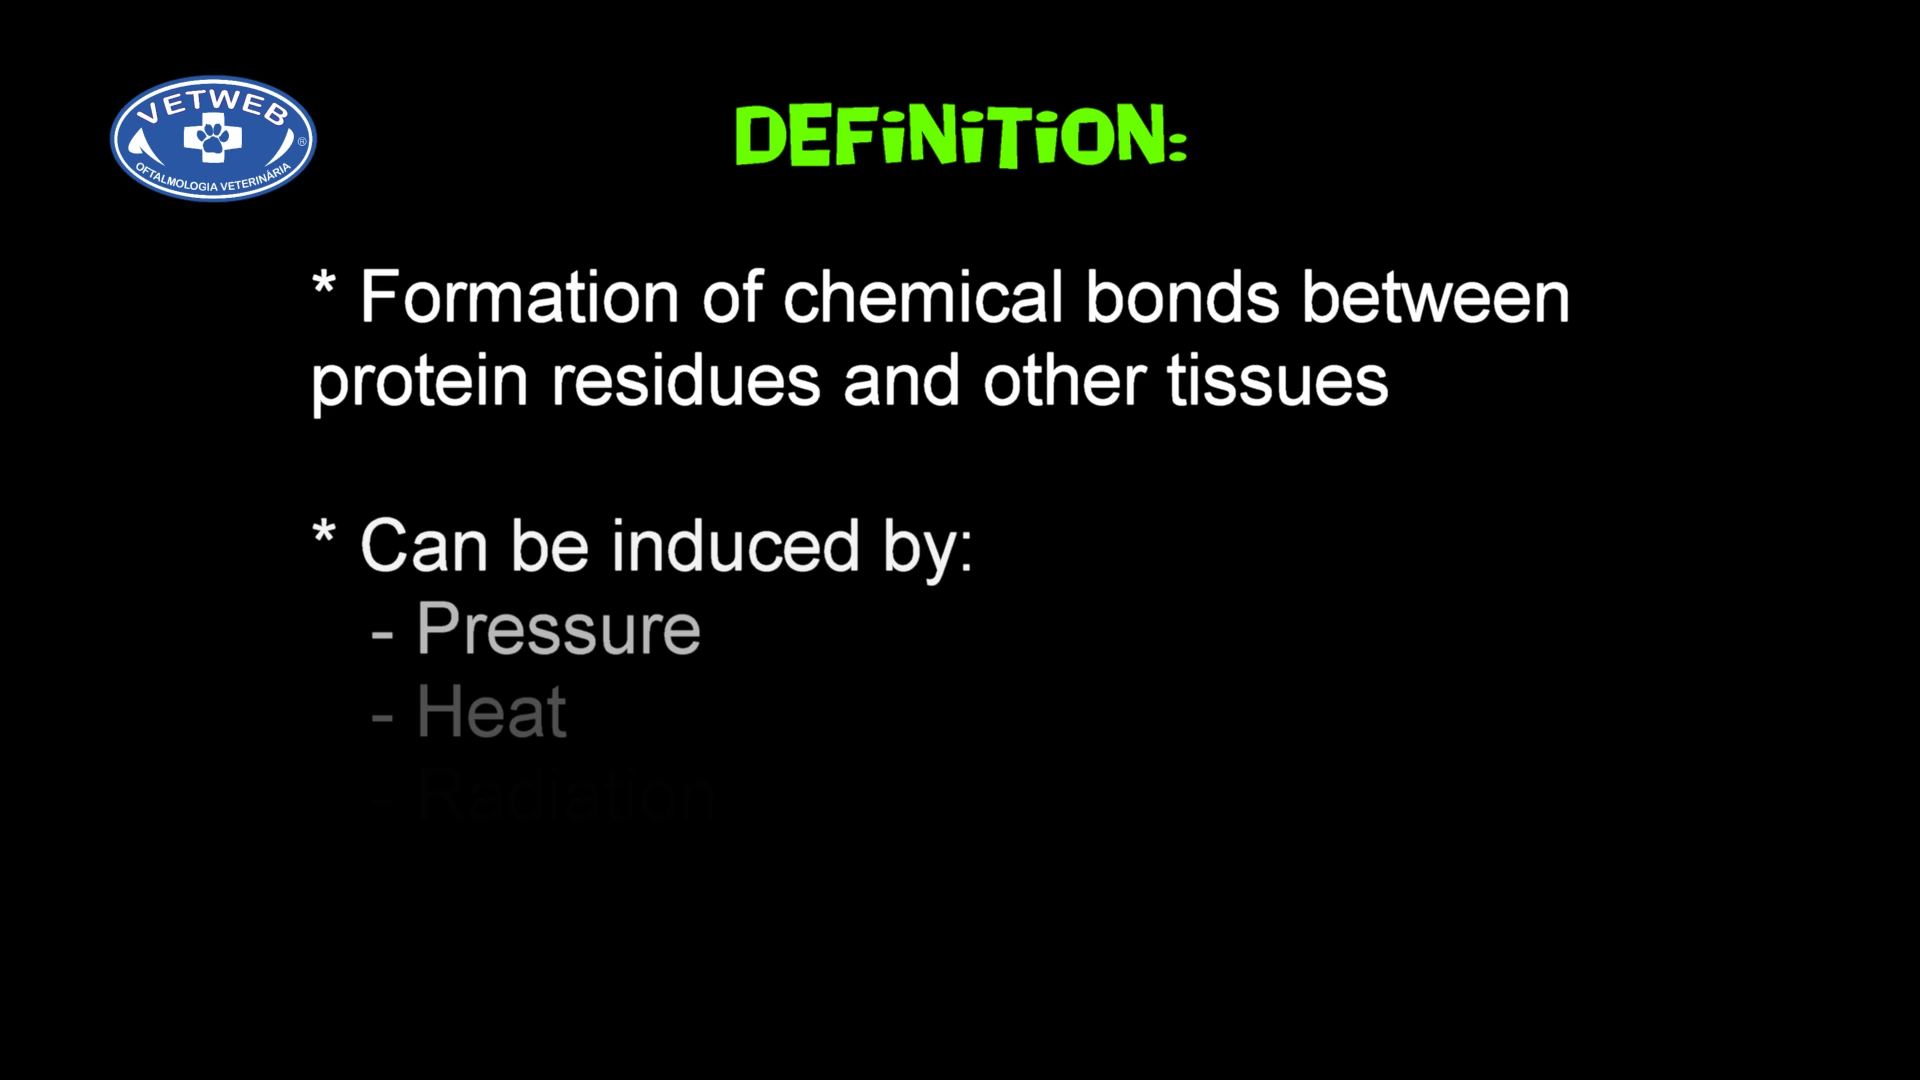 VETWEB
®
OFTALMOLOGIA VETERINÁRIA
DEFiNiTiON:
* Formation of chemical bonds between
protein residues and other tissues
* Can be induced by:
- Pressure
- Heat
- Radiation